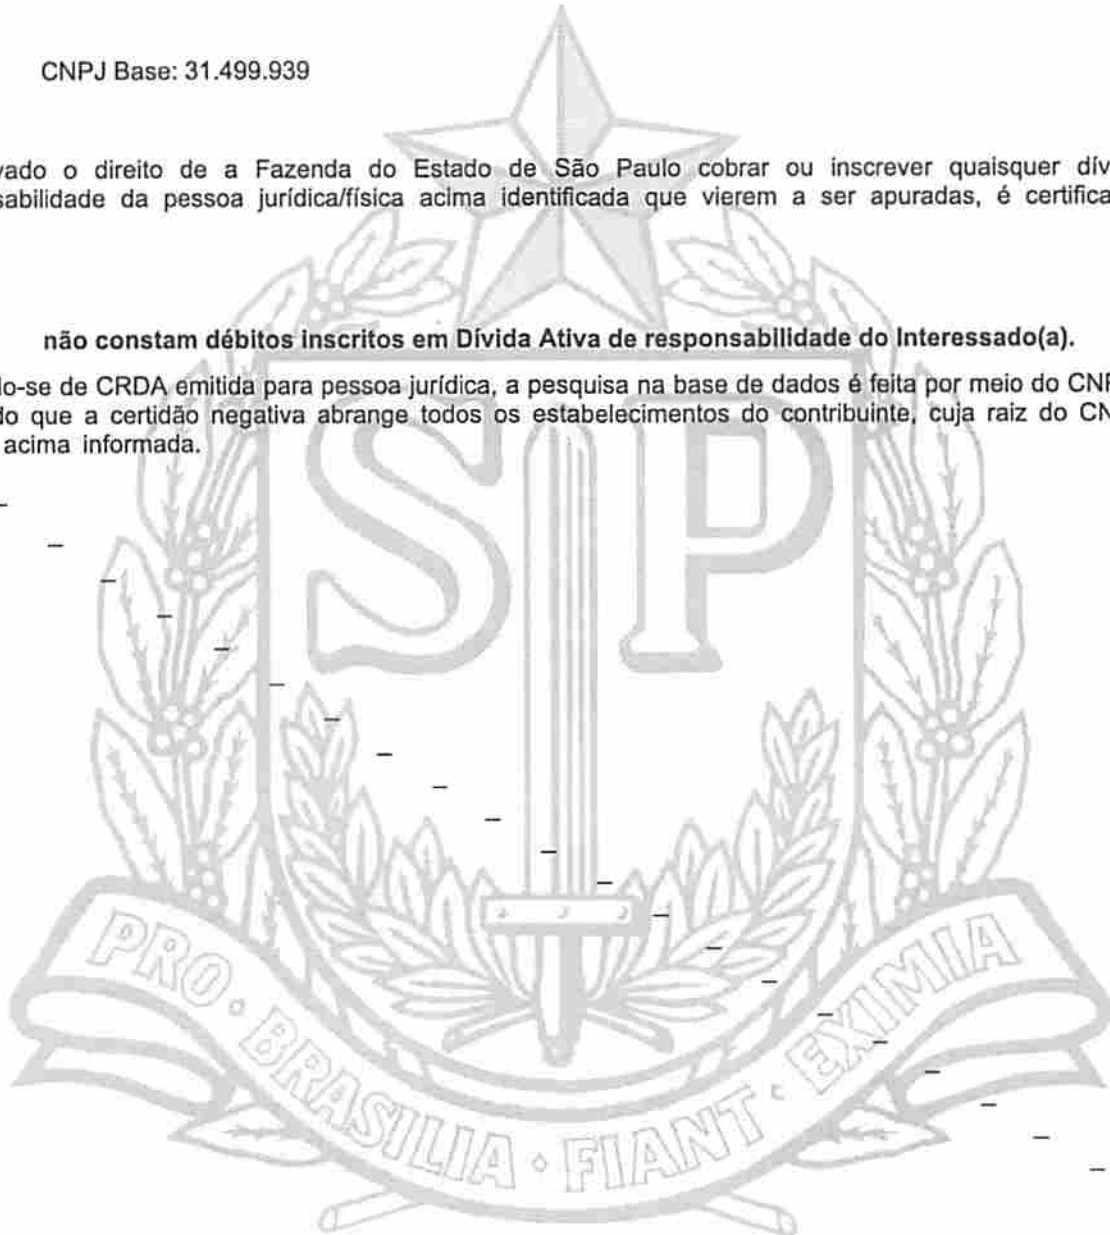 CNPJ Base: 31.499.939
vado o direito de a Fazenda do Estado de São Paulo cobrar ou inscrever quaisquer dív
sabilidade da pessoa jurídica/física acima identificada que vierem a ser apuradas, é certifica
não constam débitos inscritos em Dívida Ativa de responsabilidade do Interessado(a).
do-se de CRDA emitida para pessoa jurídica, a pesquisa na base de dados é feita por meio do CNP
do que a certidão negativa abrange todos os estabelecimentos do contribuinte, cuja raiz do CN
acima informada.
SP
PRO · BRASILIA · FIANT · EXIMIA